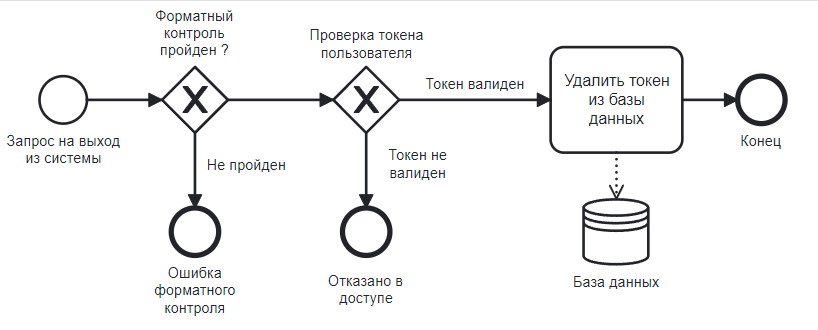 Форматный
контроль
пройден ?
Проверка токена
пользователя
Токен валиден
Удалить токен
из базы
данных
Запрос на выход
из системы
Конец
Не пройден
Токен не
валиден
Ошибка
форматного
контроля
Отказано в
доступе
База данных